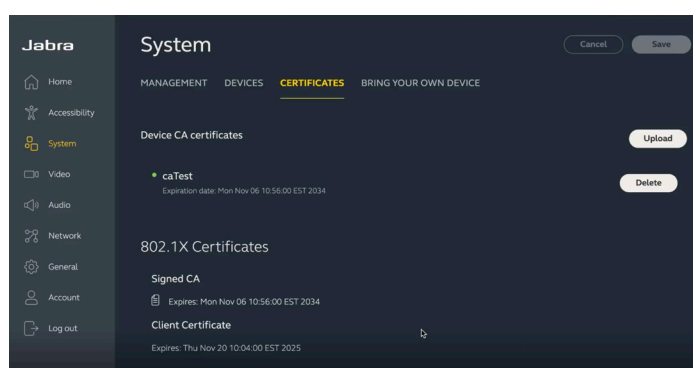 Jabra
Home
Accessibility
System
Video
Audio
Network
General
Account
Log out
System
Cancel
Save
MANAGEMENT DEVICES CERTIFICATES BRING YOUR OWN DEVICE
Device CA certificates
Upload
caTest
Delete
Expiration date: Mon Nov 06 10:56:00 EST 2034
802.1X Certificates
Signed CA
Expires: Mon Nov 06 10:56:00 EST 2034
Client Certificate
Expires: Thu Nov 20 10:04:00 EST 2025